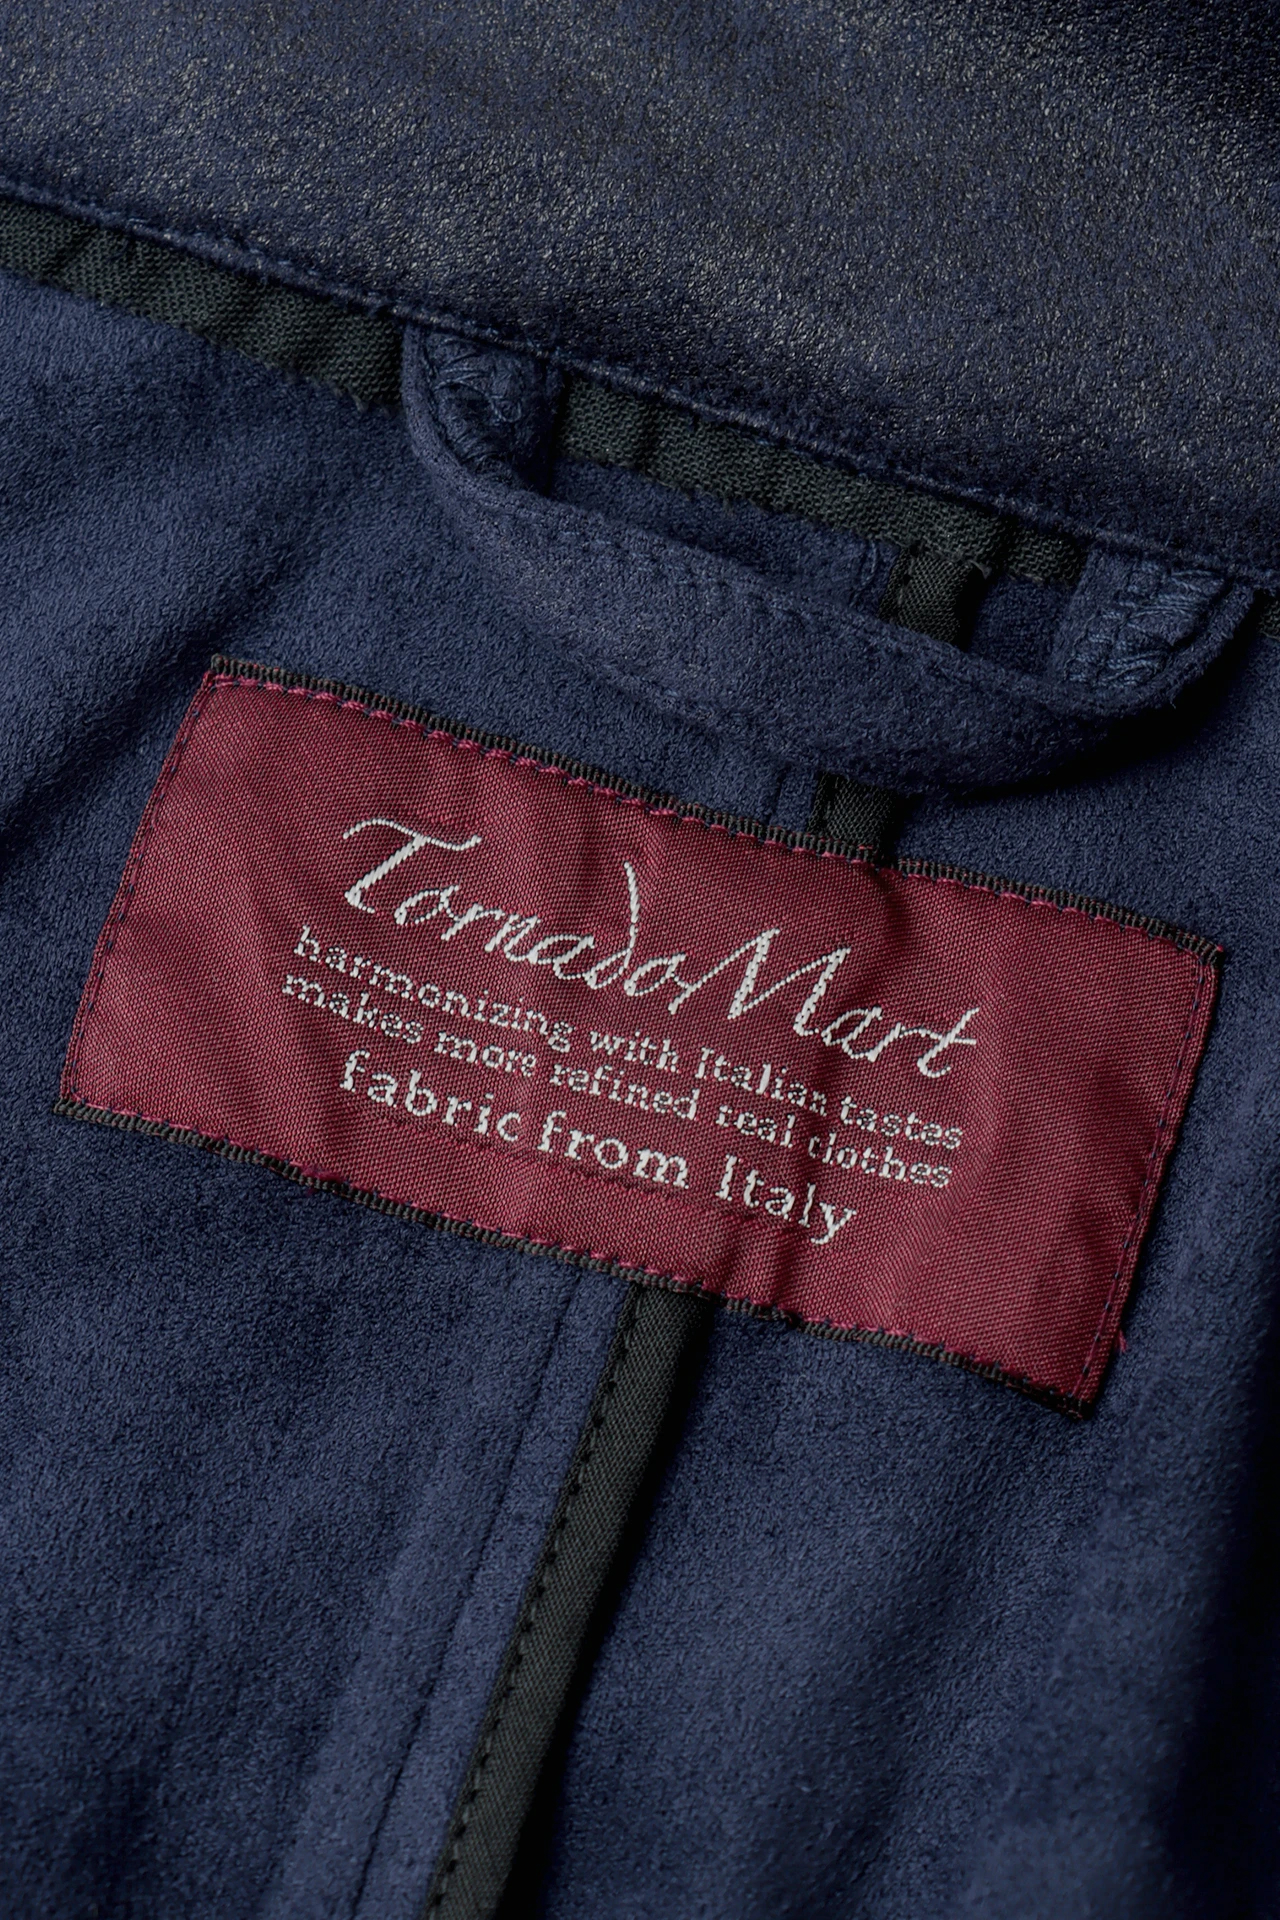 TornadoMart
harmonizing with Italian tastes
makes more refined real clothes
fabric from Italy